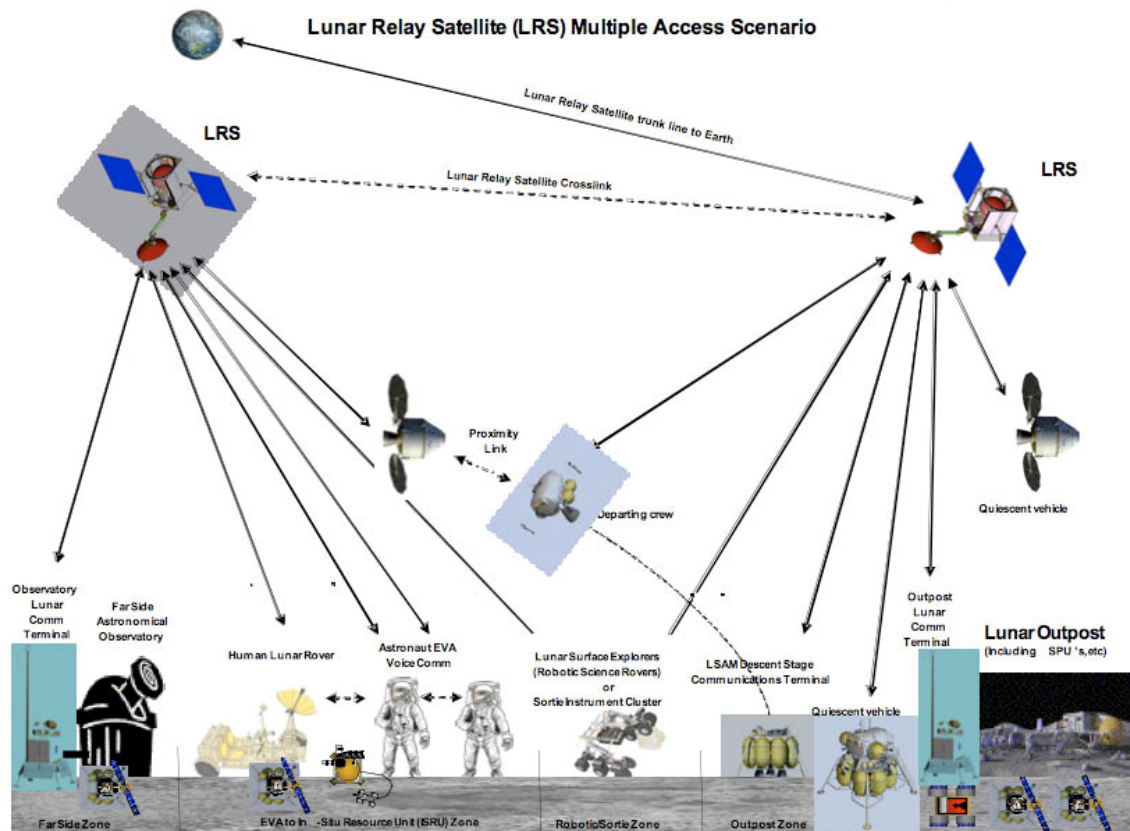 Lunar Relay Satellite (LRS) Multiple Access Scenario
Lunar Relay Satellite trunk line to Earth
LRS
LRS
Lunar Relay Satellite Crosslink
Proximity
Link
Departing crew
Quiescent vehicle
Observatory
Lunar
Comm
Terminal
Far Side
Astronomical
Observatory
Human Lunar Rover
Astronaut EVA
Voice Comm
Lunar Surface Explorers
(Robotic Science Rovers)
or
Sortie Instrument Cluster
LSAM Descent Stage
Communications Terminal
Quiescent vehicle
Outpost
Lunar
Comm
Terminal
Lunar Outpost
(Including SPU 's,etc)
Far Side Zone
EVA to In -Situ Resource Unit (ISRU) Zone
Robotic/Sortie Zone
Outpost Zone